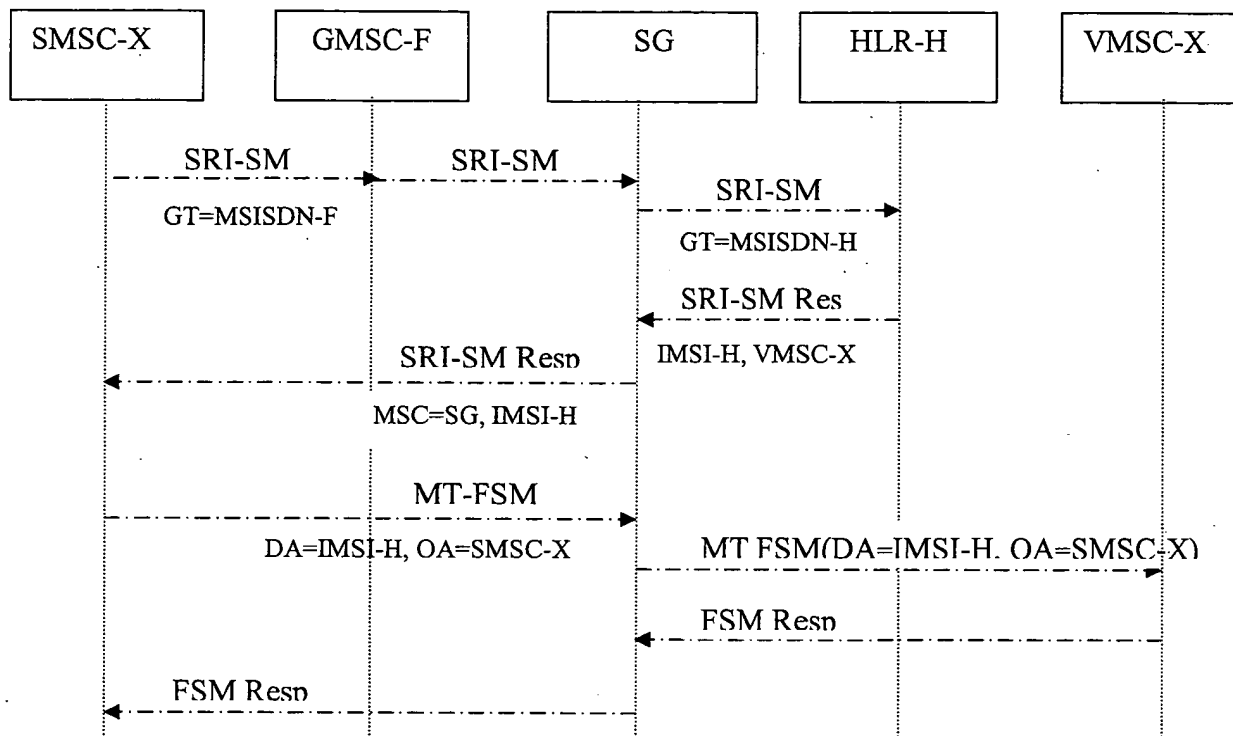 SMSC-X
GMSC-F
SG
HLR-H
VMSC-X
SRI-SM
SRI-SM
GT=MSISDN-F
SRI-SM
GT=MSISDN-H
SRI-SM Res
IMSI-H, VMSC-X
SRI-SM Resp
MSC=SG, IMSI-H
MT-FSM
DA=IMSI-H, OA=SMSC-X
MT FSM(DA=IMSI-H, OA=SMSC-X)
FSM Resp
FSM Resp